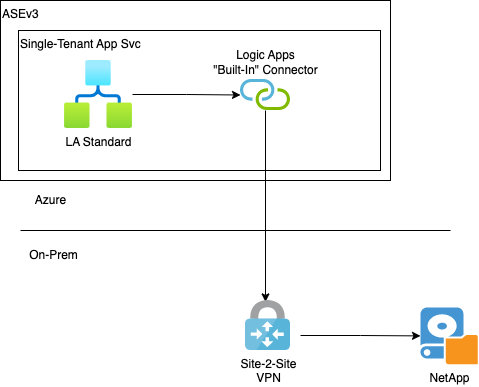 ASEv3
Single-Tenant App Svc
Logic Apps
"Built-In" Connector
LA Standard
Azure
On-Prem
Site-2-Site
VPN
NetApp